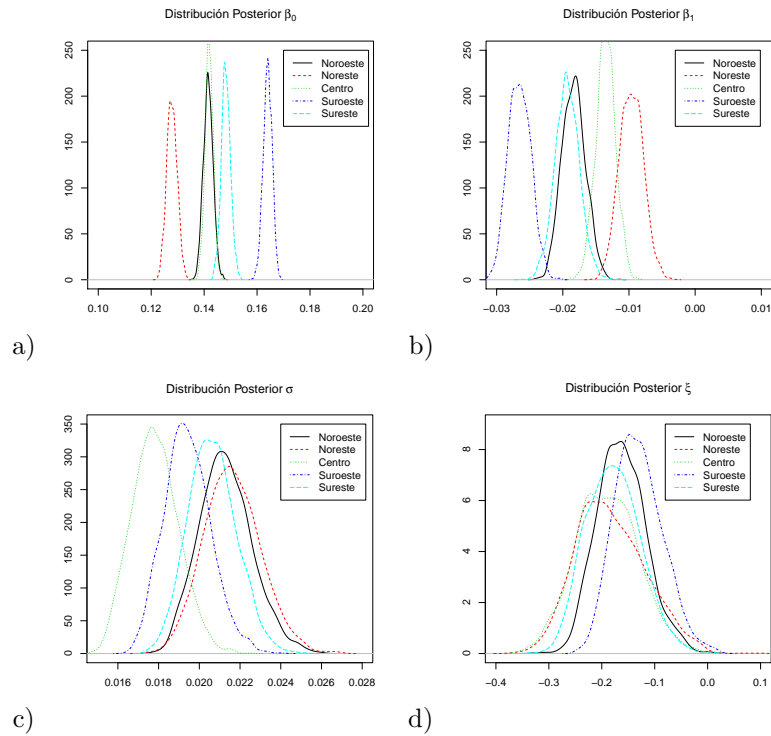 Distribución Posterior β₀
250
200
150
100
50
0
Noroeste
Noreste
Centro
Suroeste
Sureste
0.10 0.12 0.14 0.16 0.18 0.20
a)
Distribución Posterior β₁
250
200
150
100
50
0
Noroeste
Noreste
Centro
Suroeste
Sureste
−0.03 −0.02 −0.01 0.00 0.01
b)
Distribución Posterior σ
350
300
250
200
150
100
50
0
Noroeste
Noreste
Centro
Suroeste
Sureste
0.016 0.018 0.020 0.022 0.024 0.026 0.028
c)
Distribución Posterior ξ
8
6
4
2
0
Noroeste
Noreste
Centro
Suroeste
Sureste
−0.4 −0.3 −0.2 −0.1 0.0 0.1
d)